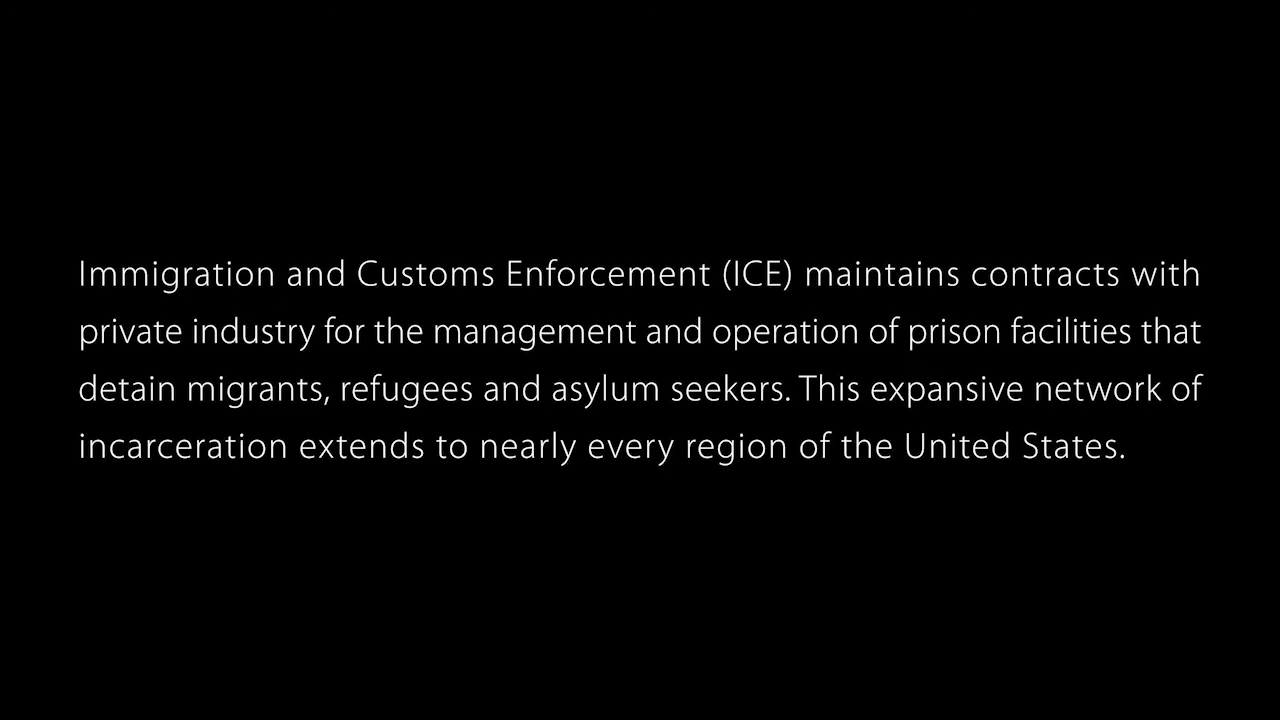 Immigration and Customs Enforcement (ICE) maintains contracts with
private industry for the management and operation of prison facilities that
detain migrants, refugees and asylum seekers. This expansive network of
incarceration extends to nearly every region of the United States.